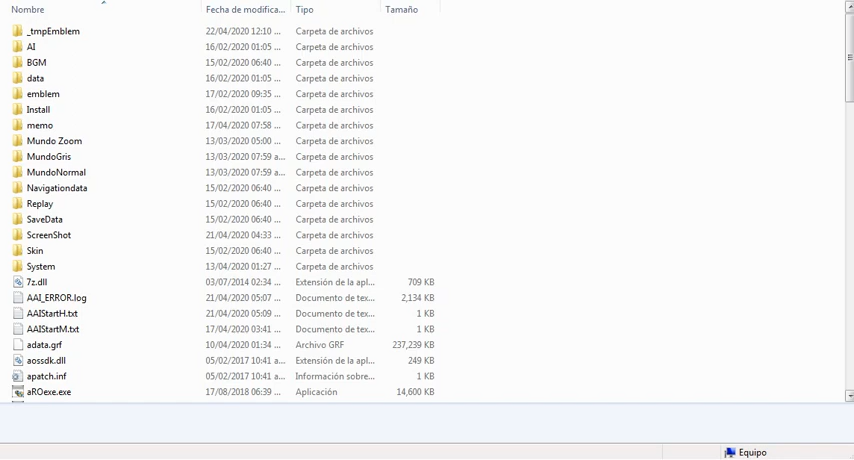 Nombre Fecha de modifica... Tipo Tamaño
_tmpEmblem 22/04/2020 12:10 ... Carpeta de archivos
AI 16/02/2020 01:05 ... Carpeta de archivos
BGM 15/02/2020 06:40 ... Carpeta de archivos
data 16/02/2020 01:05 ... Carpeta de archivos
emblem 17/02/2020 09:35 ... Carpeta de archivos
Install 16/02/2020 01:05 ... Carpeta de archivos
memo 17/04/2020 07:58 ... Carpeta de archivos
Mundo Zoom 13/03/2020 05:00 ... Carpeta de archivos
MundoGris 13/03/2020 07:59 a... Carpeta de archivos
MundoNormal 13/03/2020 07:59 a... Carpeta de archivos
Navigationdata 15/02/2020 06:40 ... Carpeta de archivos
Replay 15/02/2020 06:40 ... Carpeta de archivos
SaveData 15/02/2020 06:40 ... Carpeta de archivos
ScreenShot 21/04/2020 04:33 ... Carpeta de archivos
Skin 15/02/2020 06:40 ... Carpeta de archivos
System 13/04/2020 01:27 ... Carpeta de archivos
7z.dll 03/07/2014 02:34 ... Extensión de la apl... 709 KB
AAI_ERROR.log 21/04/2020 05:07 ... Documento de tex... 2,134 KB
AAIStartH.txt 21/04/2020 05:09 ... Documento de tex... 1 KB
AAIStartM.txt 17/04/2020 03:41 ... Documento de tex... 1 KB
adata.grf 10/04/2020 01:34 ... Archivo GRF 237,239 KB
aossdk.dll 05/02/2017 10:41 a... Extensión de la apl... 249 KB
apatch.inf 05/02/2017 10:41 a... Información sobre... 1 KB
aROexe.exe 17/08/2018 06:39 ... Aplicación 14,600 KB
Equipo